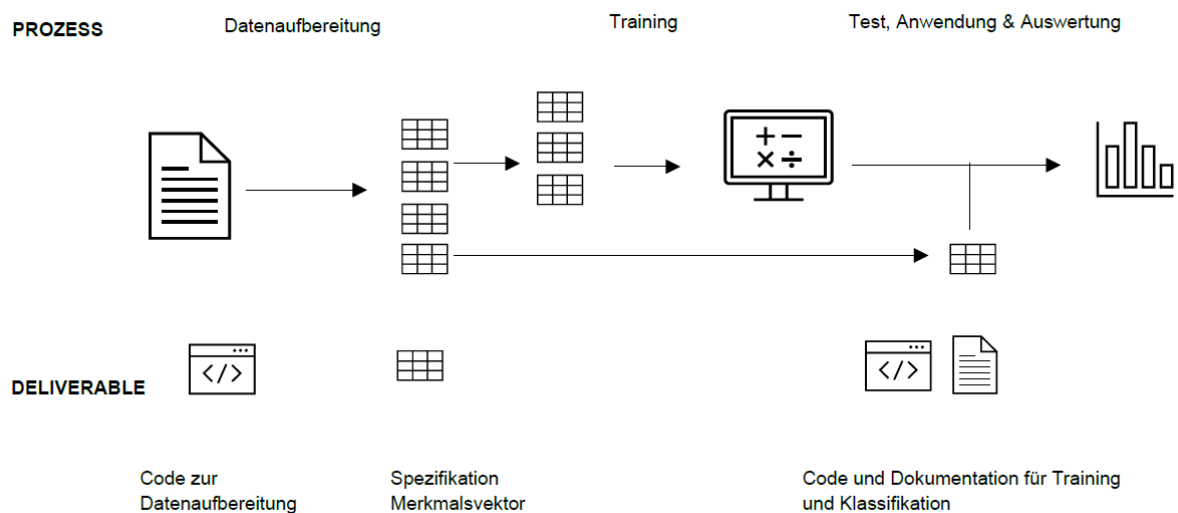 PROZESS
Datenaufbereitung
Training
Test, Anwendung & Auswertung
+ −
× ÷
</>
</>
DELIVERABLE
Code zur
Datenaufbereitung
Spezifikation
Merkmalsvektor
Code und Dokumentation für Training
und Klassifikation